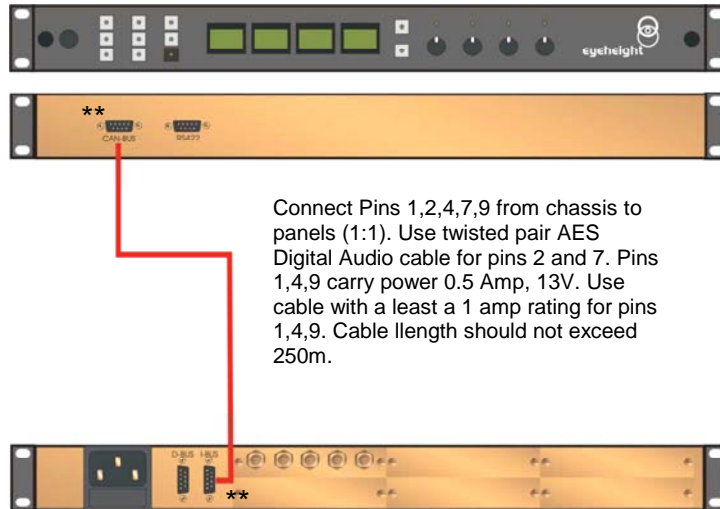 eyeheight
**
CAN-BUS RS422
Connect Pins 1,2,4,7,9 from chassis to
panels (1:1). Use twisted pair AES
Digital Audio cable for pins 2 and 7. Pins
1,4,9 carry power 0.5 Amp, 13V. Use
cable with a least a 1 amp rating for pins
1,4,9. Cable llength should not exceed
250m.
D-BUS I-BUS
**